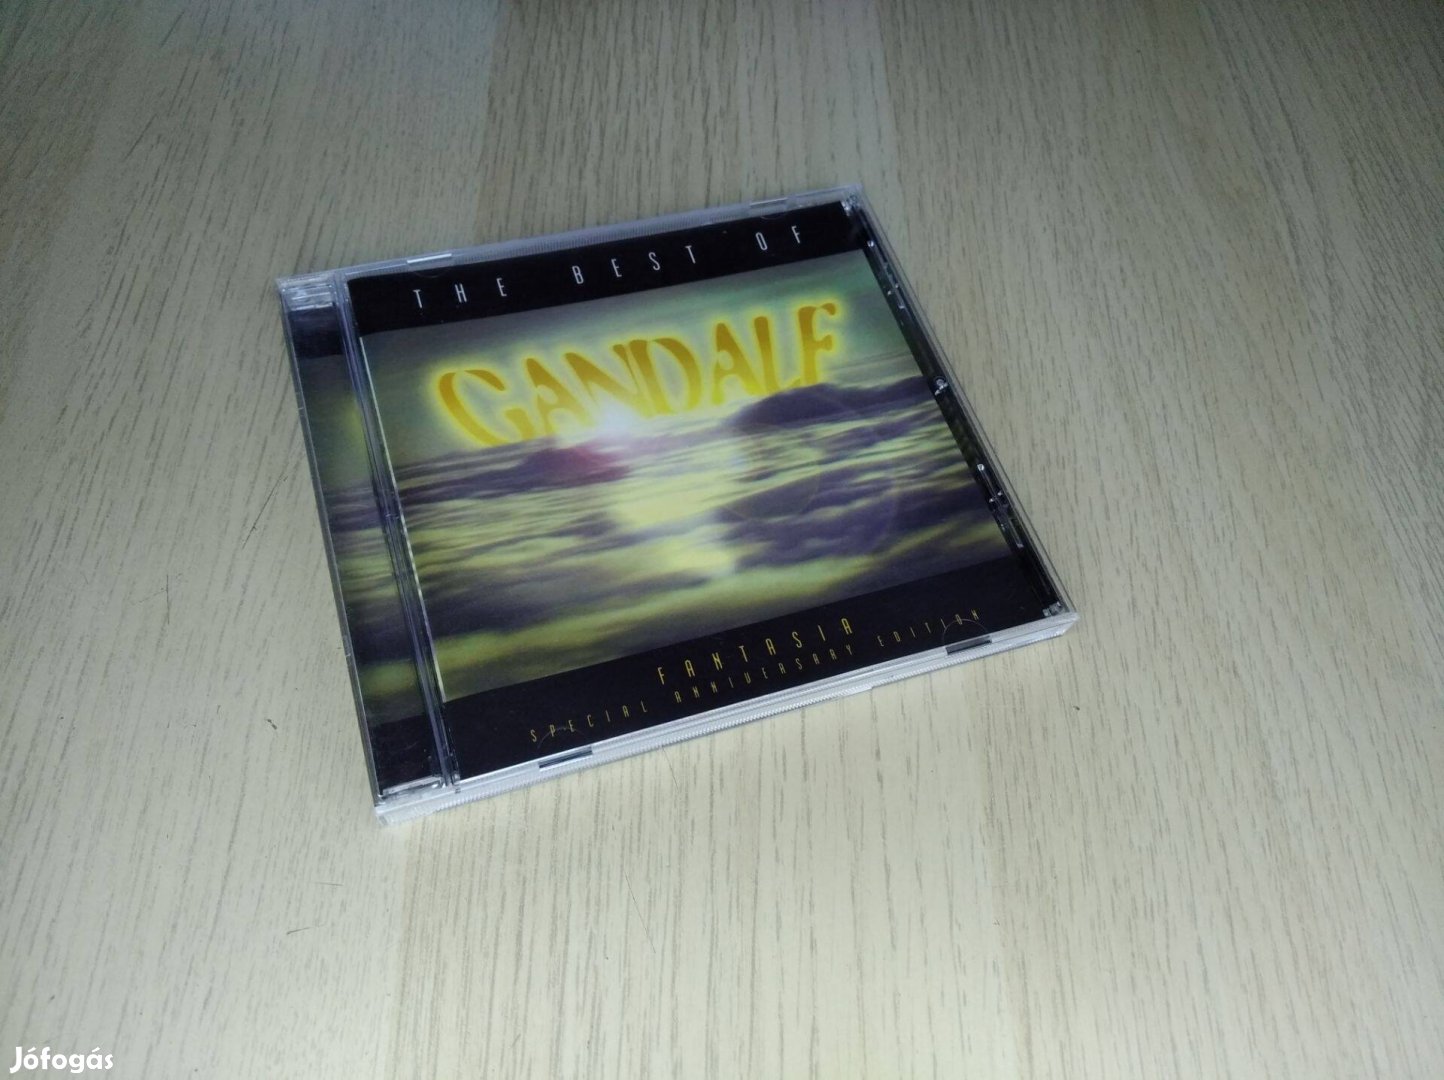 THE BEST OF
GANDALF
FANTASIA
SPECIAL ANNIVERSARY EDITION
Jófogás